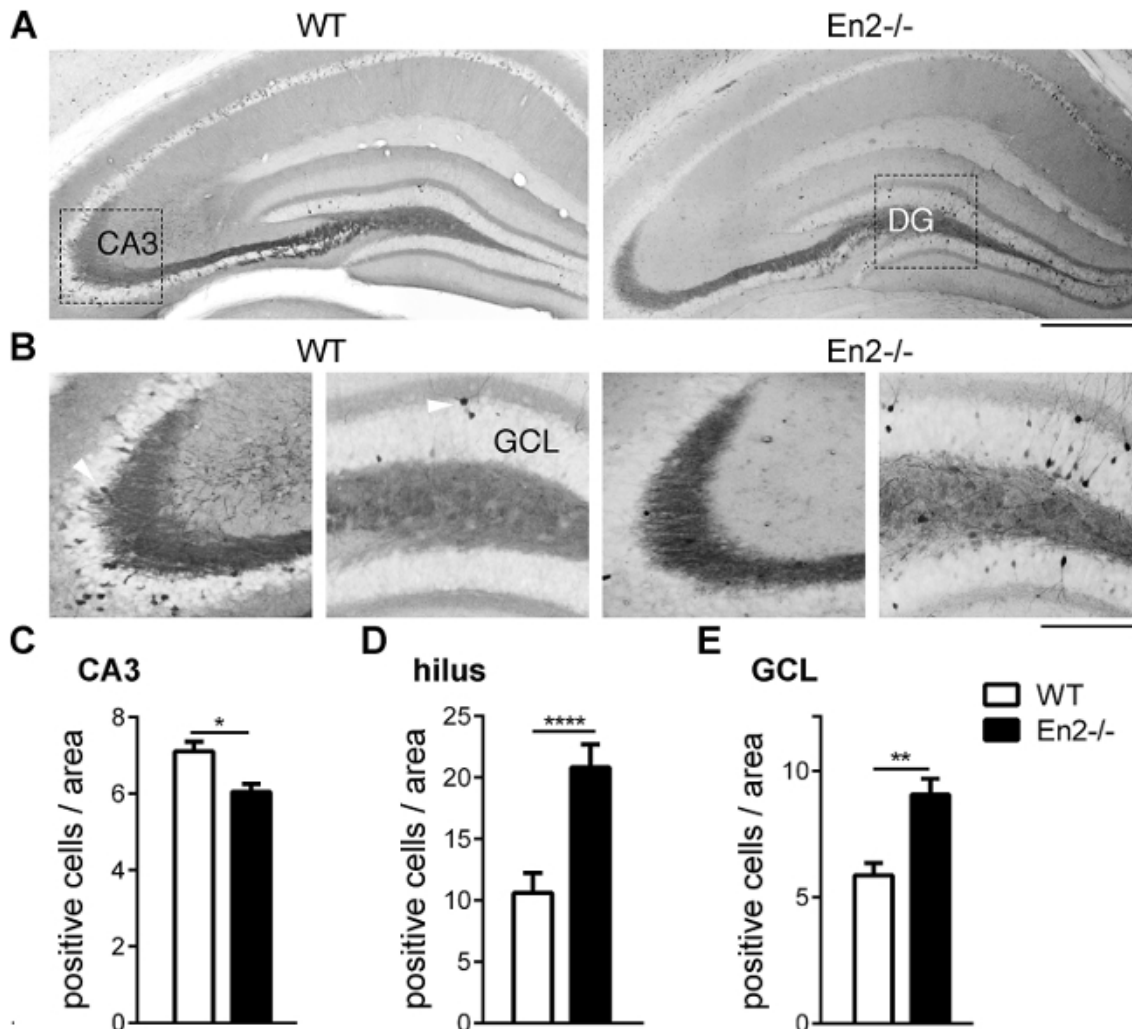 A
WT
En2-/-
CA3
DG
B
WT
En2-/-
GCL
C
CA3
D
hilus
E
GCL
WT
En2-/-
positive cells / area
8
6
4
2
0
*
positive cells / area
25
20
15
10
5
0
****
positive cells / area
10
5
0
**